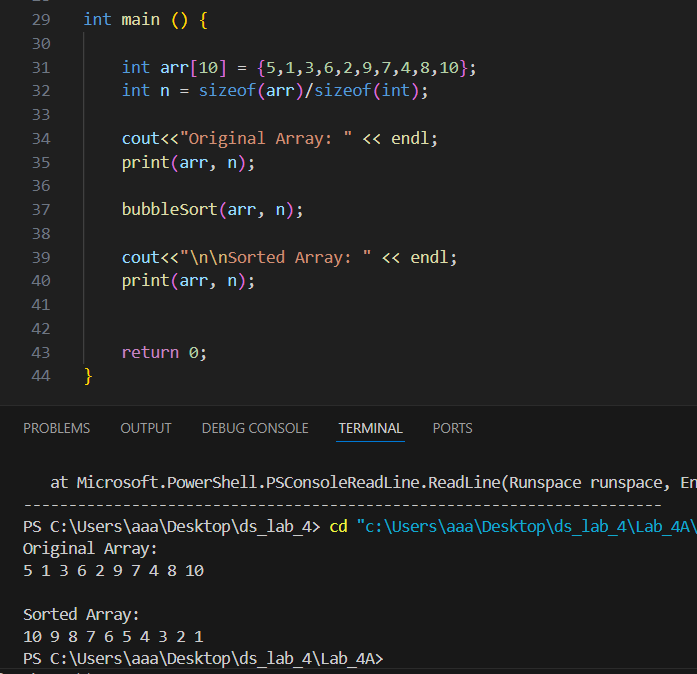 29 int main () {
30
31 int arr[10] = {5,1,3,6,2,9,7,4,8,10};
32 int n = sizeof(arr)/sizeof(int);
33
34 cout<<"Original Array: " << endl;
35 print(arr, n);
36
37 bubbleSort(arr, n);
38
39 cout<<"\n\nSorted Array: " << endl;
40 print(arr, n);
41
42
43 return 0;
44 }
PROBLEMS OUTPUT DEBUG CONSOLE TERMINAL PORTS
at Microsoft.PowerShell.PSConsoleReadLine.ReadLine(Runspace runspace, En
-------------------------------------------------------------------
PS C:\Users\aaa\Desktop\ds_lab_4> cd "c:\Users\aaa\Desktop\ds_lab_4\Lab_4A\
Original Array:
5 1 3 6 2 9 7 4 8 10
Sorted Array:
10 9 8 7 6 5 4 3 2 1
PS C:\Users\aaa\Desktop\ds_lab_4\Lab_4A>